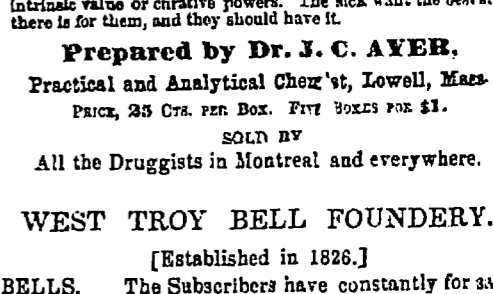 intrinsic value or curative powers. The sick want the
there is for them, and they should have it.
Prepared by Dr. J. C. AYER,
Practical and Analytical Chemist, Lowell, Mass.
PRICE, 25 CTS. PER BOX. FIVE BOXES FOR $1.
SOLD BY
All the Druggists in Montreal and everywhere.
WEST TROY BELL FOUNDERY.
[Established in 1826.]
BELLS. The Subscribers have constantly for